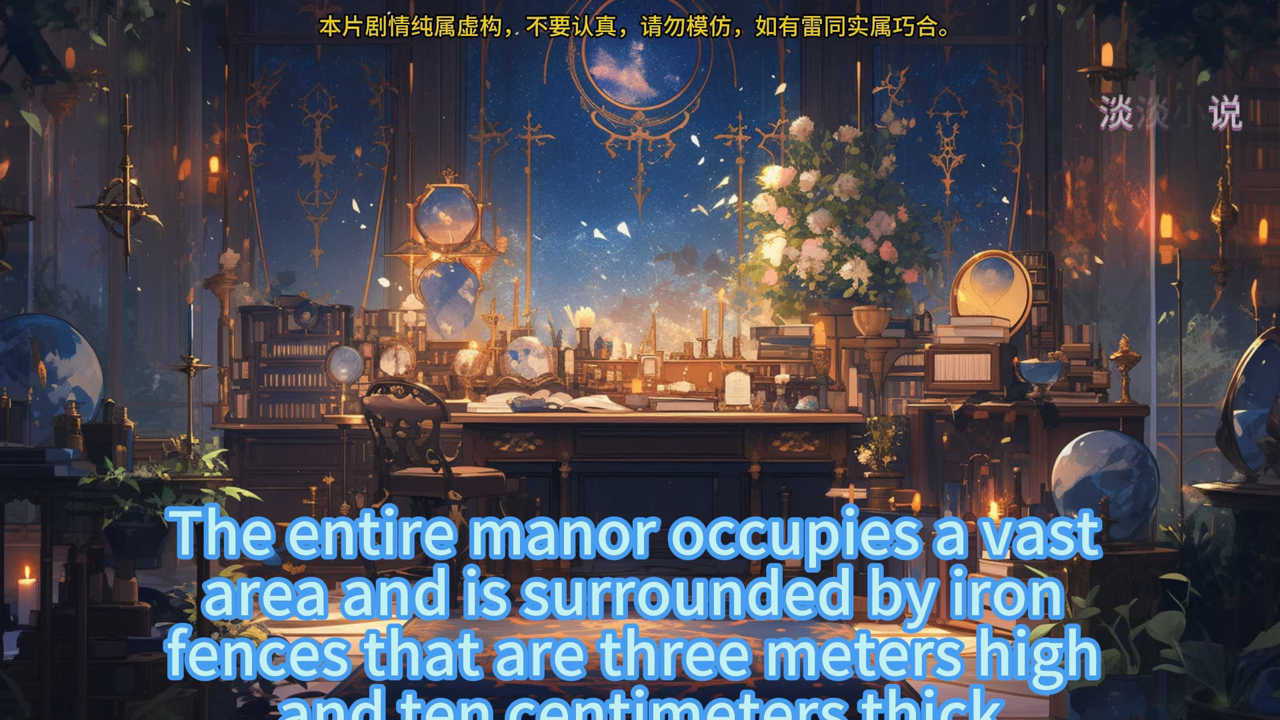 本片剧情纯属虚构，不要认真，请勿模仿，如有雷同实属巧合。
淡淡小说
The entire manor occupies a vast
area and is surrounded by iron
fences that are three meters high
and ten centimeters thick